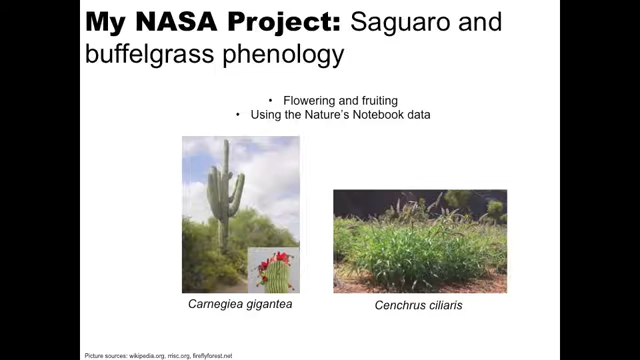 My NASA Project: Saguaro and
buffelgrass phenology
• Flowering and fruiting
• Using the Nature's Notebook data
Carnegiea gigantea
Cenchrus ciliaris
Picture sources: wikipedia.org, rrisc.org, fireflyforest.net